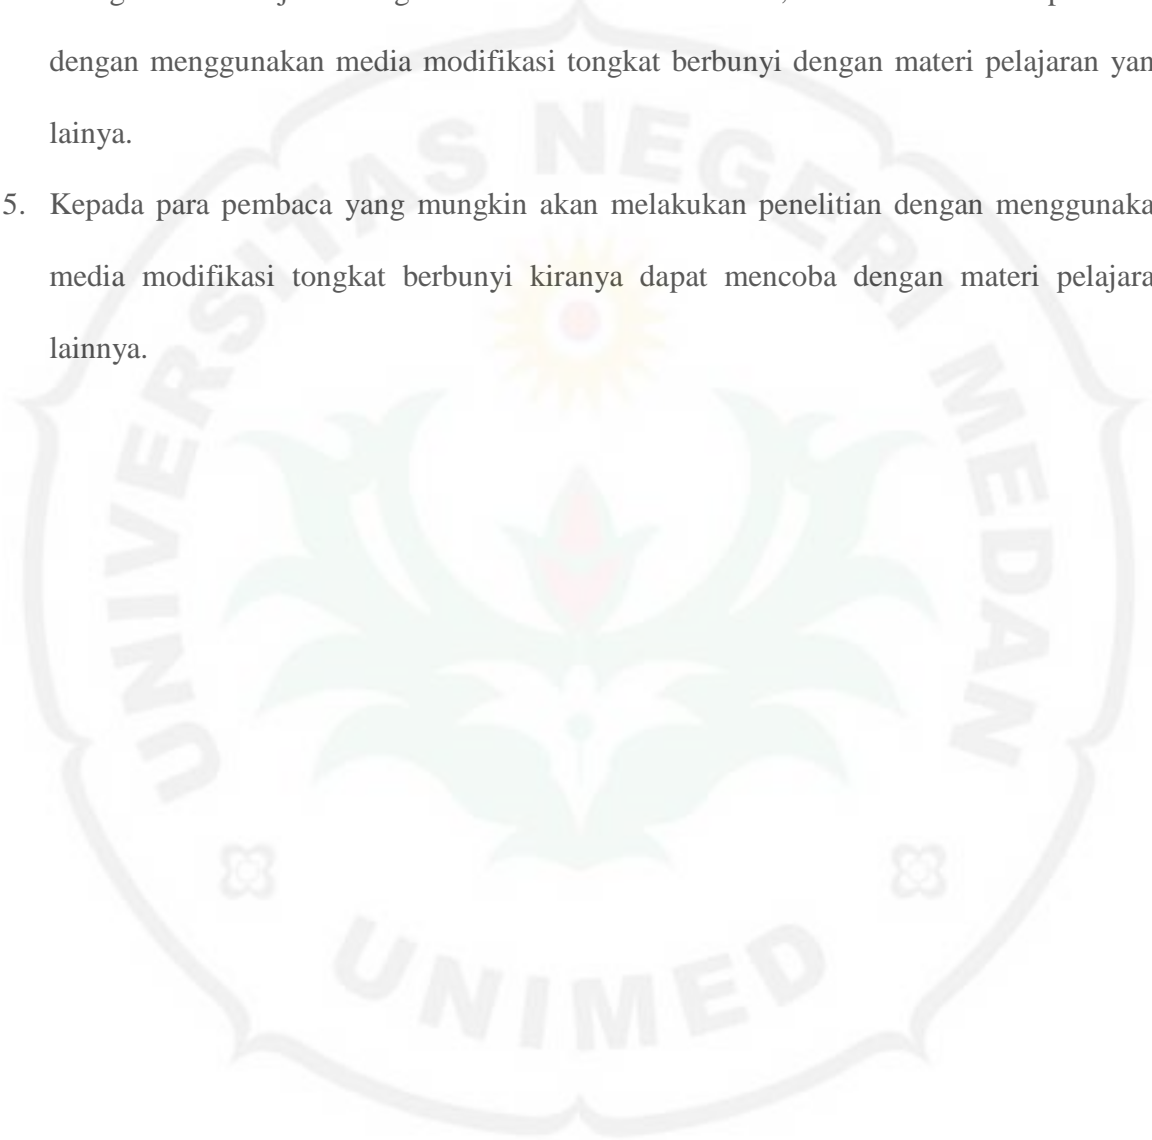 dengan menggunakan media modifikasi tongkat berbunyi dengan materi pelajaran yan
lainya.
5. Kepada para pembaca yang mungkin akan melakukan penelitian dengan menggunaka
media modifikasi tongkat berbunyi kiranya dapat mencoba dengan materi pelajara
lainnya.
UNIVERSITAS NEGERI MEDAN
UNIMED